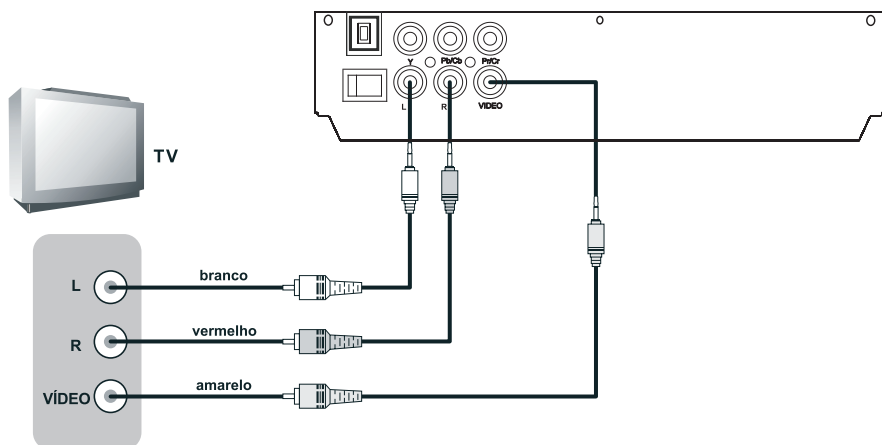 Y Pb/Cb Pr/Cr
L R VIDEO
TV
L branco
R vermelho
VÍDEO amarelo